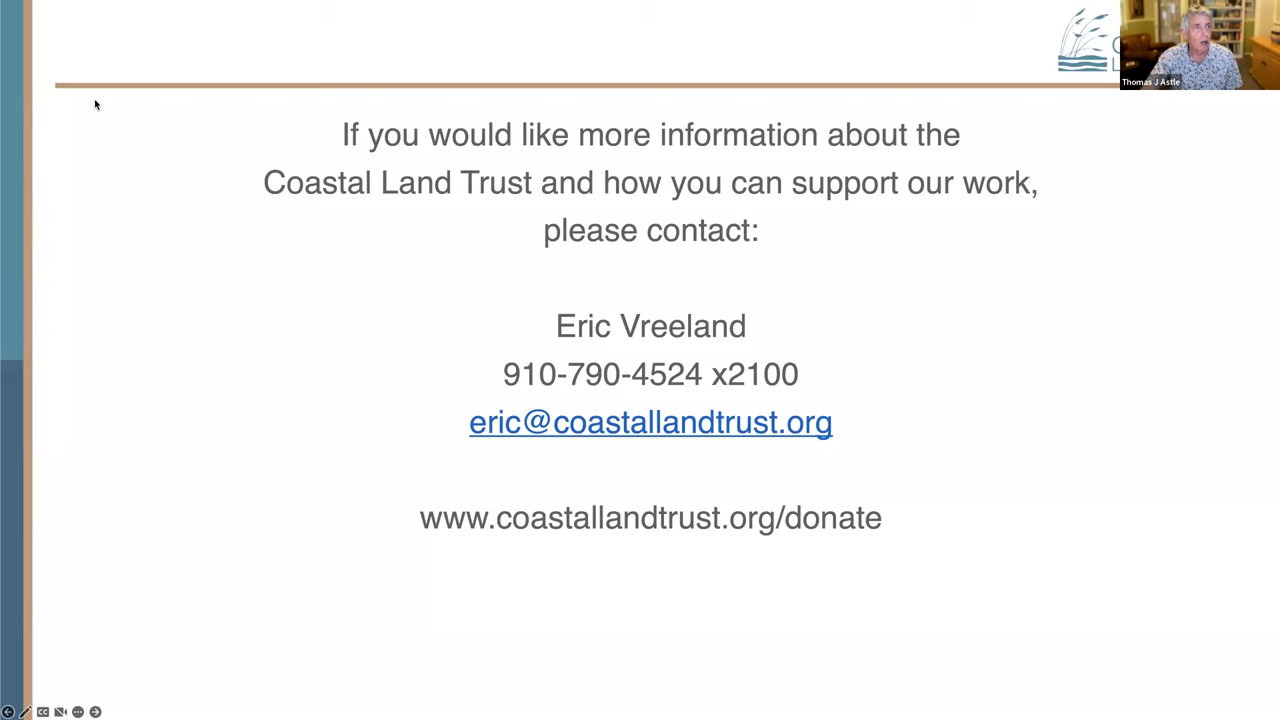 Thomas J Astle
If you would like more information about the
Coastal Land Trust and how you can support our work,
please contact:
Eric Vreeland
910-790-4524 x2100
eric@coastallandtrust.org
www.coastallandtrust.org/donate
CC